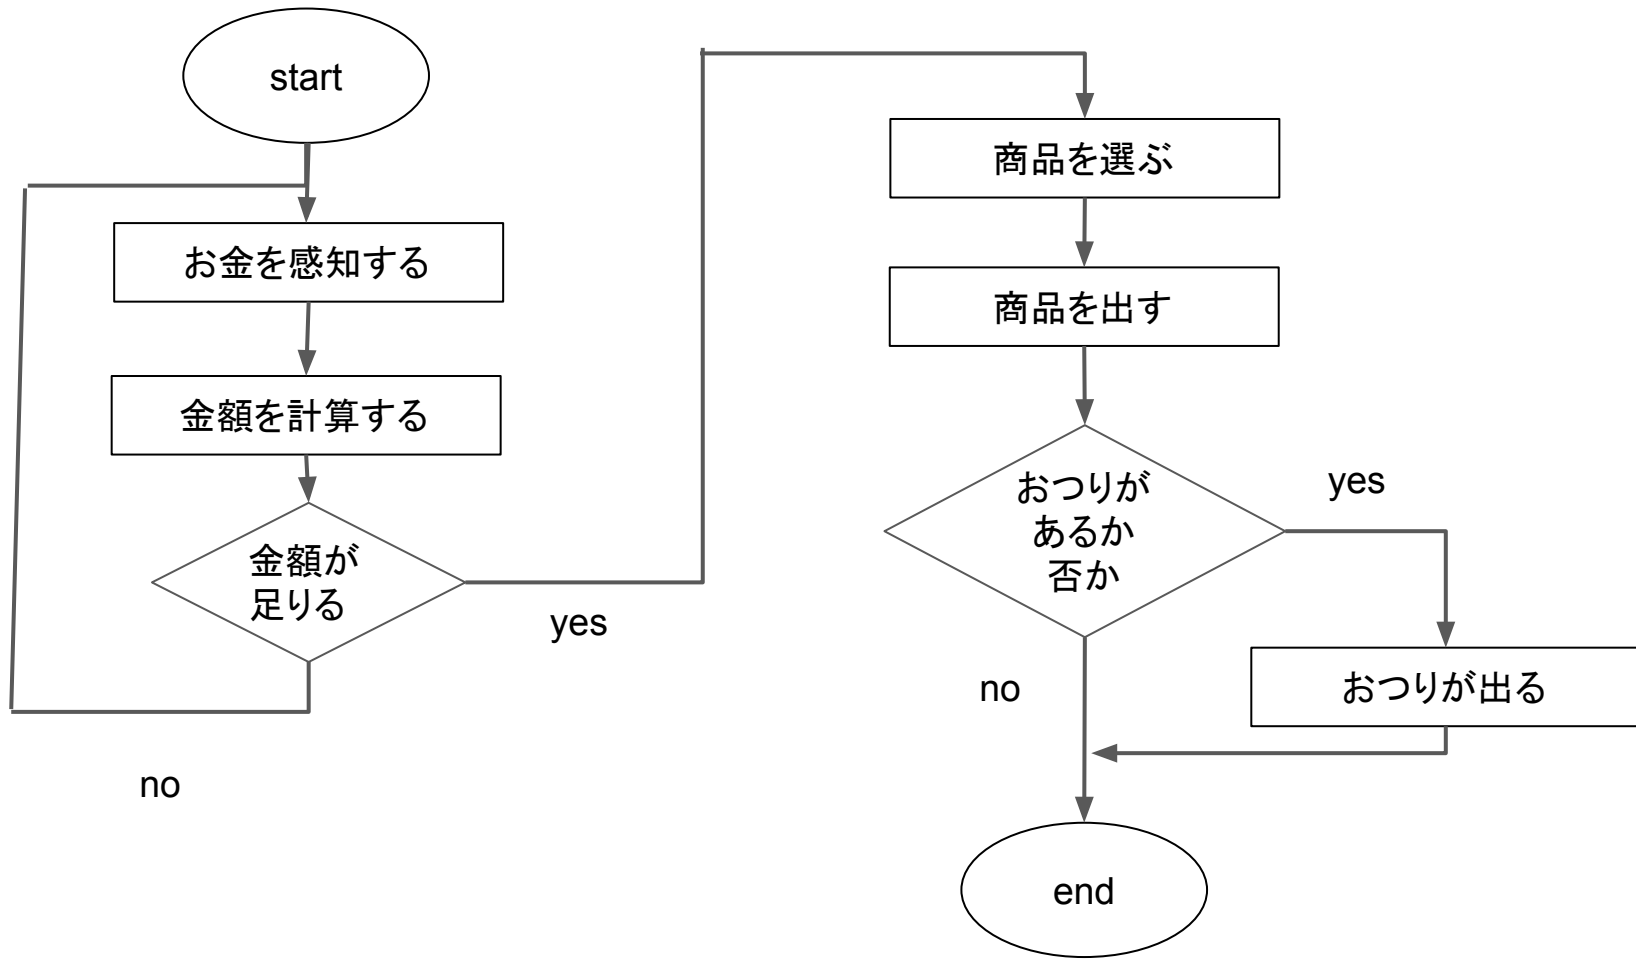 start
お金を感知する
金額を計算する
金額が
足りる
yes
no
商品を選ぶ
商品を出す
おつりが
あるか
否か
yes
no
おつりが出る
end